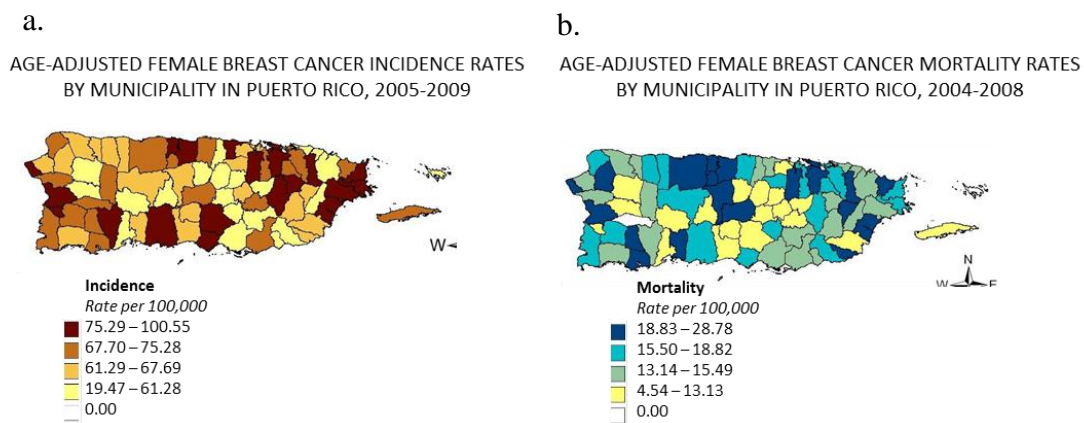 a.
AGE-ADJUSTED FEMALE BREAST CANCER INCIDENCE RATES
BY MUNICIPALITY IN PUERTO RICO, 2005-2009
W
Incidence
Rate per 100,000
75.29 – 100.55
67.70 – 75.28
61.29 – 67.69
19.47 – 61.28
0.00
b.
AGE-ADJUSTED FEMALE BREAST CANCER MORTALITY RATES
BY MUNICIPALITY IN PUERTO RICO, 2004-2008
N
W E
Mortality
Rate per 100,000
18.83 – 28.78
15.50 – 18.82
13.14 – 15.49
4.54 – 13.13
0.00